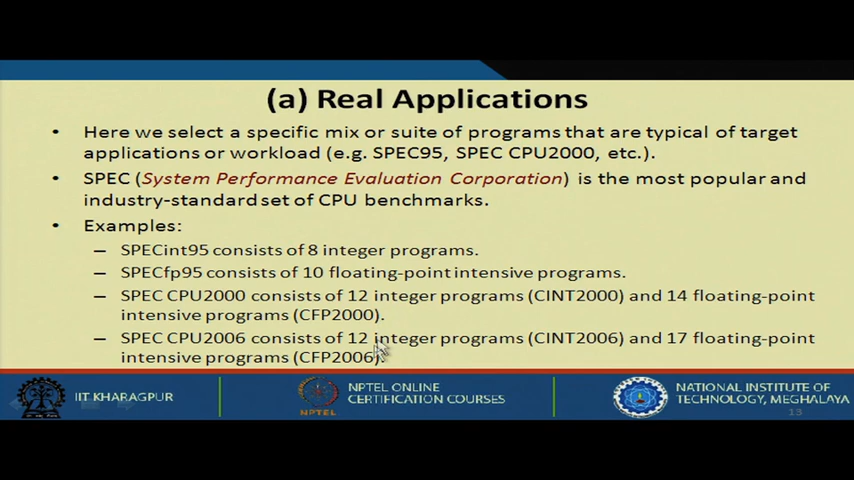 (a) Real Applications
• Here we select a specific mix or suite of programs that are typical of target
applications or workload (e.g. SPEC95, SPEC CPU2000, etc.).
• SPEC (System Performance Evaluation Corporation) is the most popular and
industry-standard set of CPU benchmarks.
• Examples:
– SPECint95 consists of 8 integer programs.
– SPECfp95 consists of 10 floating-point intensive programs.
– SPEC CPU2000 consists of 12 integer programs (CINT2000) and 14 floating-point
intensive programs (CFP2000).
– SPEC CPU2006 consists of 12 integer programs (CINT2006) and 17 floating-point
intensive programs (CFP2006).
IIT KHARAGPUR
NPTEL
NPTEL ONLINE
CERTIFICATION COURSES
NATIONAL INSTITUTE OF
TECHNOLOGY, MEGHALAYA
13